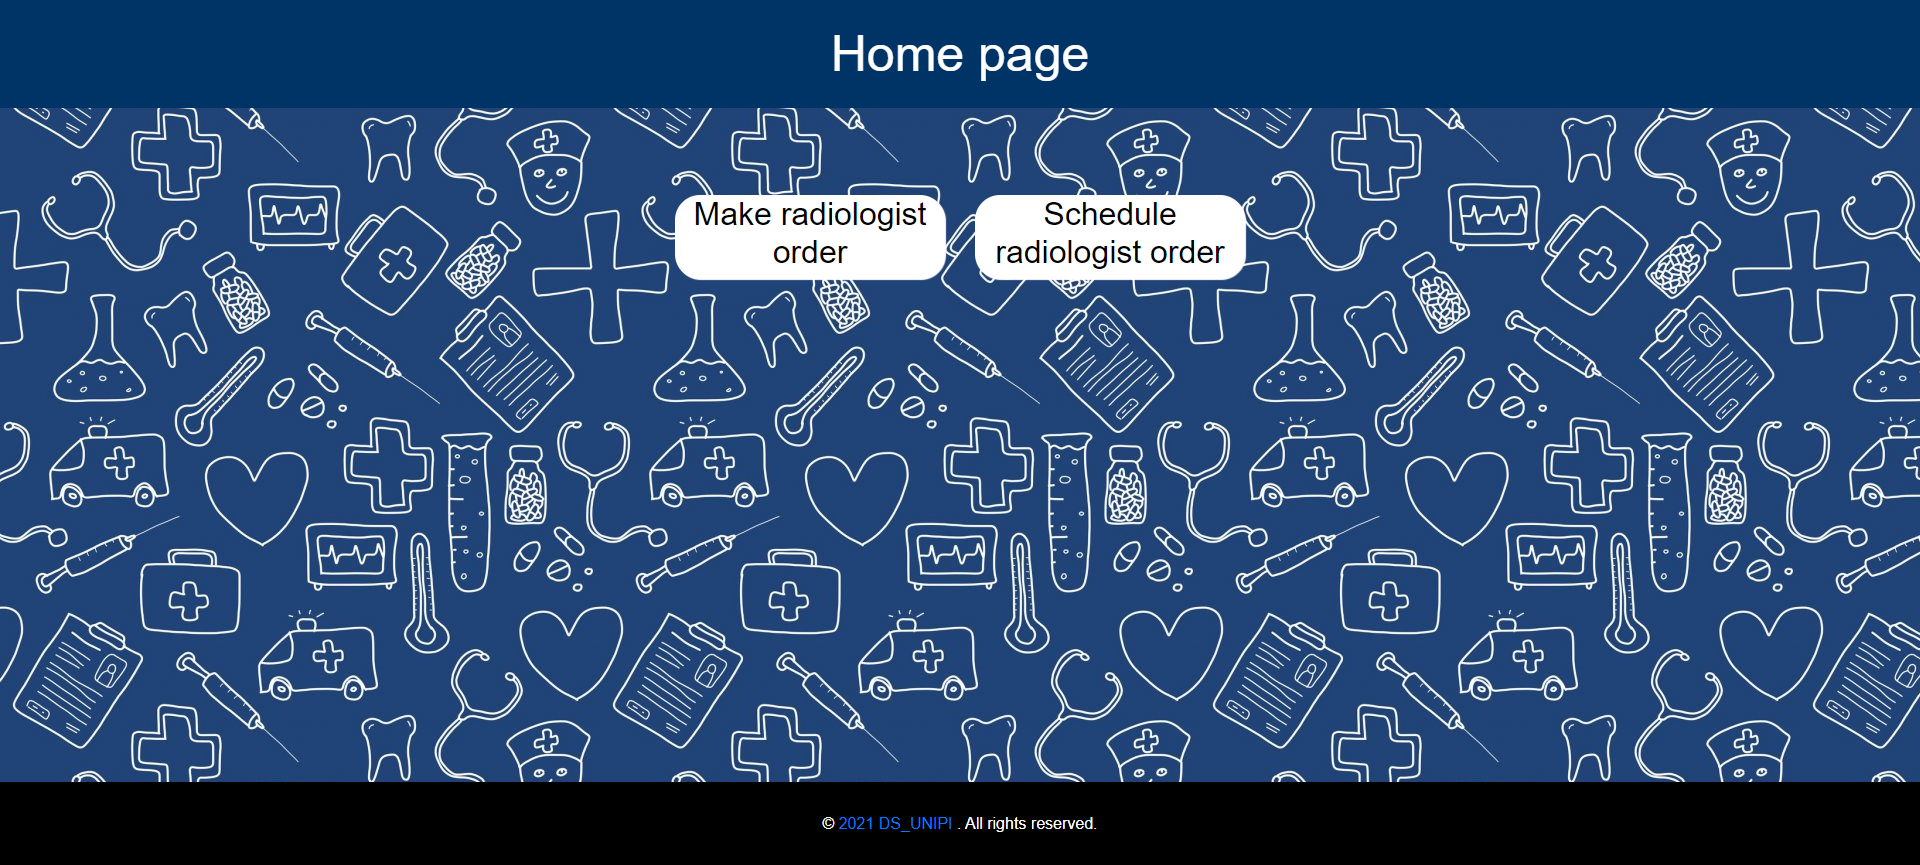 Home page
Make radiologist
order
Schedule
radiologist order
© 2021 DS_UNIPI . All rights reserved.